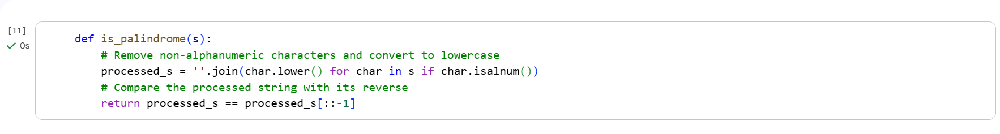 [11]
0s
def is_palindrome(s):
    # Remove non-alphanumeric characters and convert to lowercase
    processed_s = ''.join(char.lower() for char in s if char.isalnum())
    # Compare the processed string with its reverse
    return processed_s == processed_s[::-1]